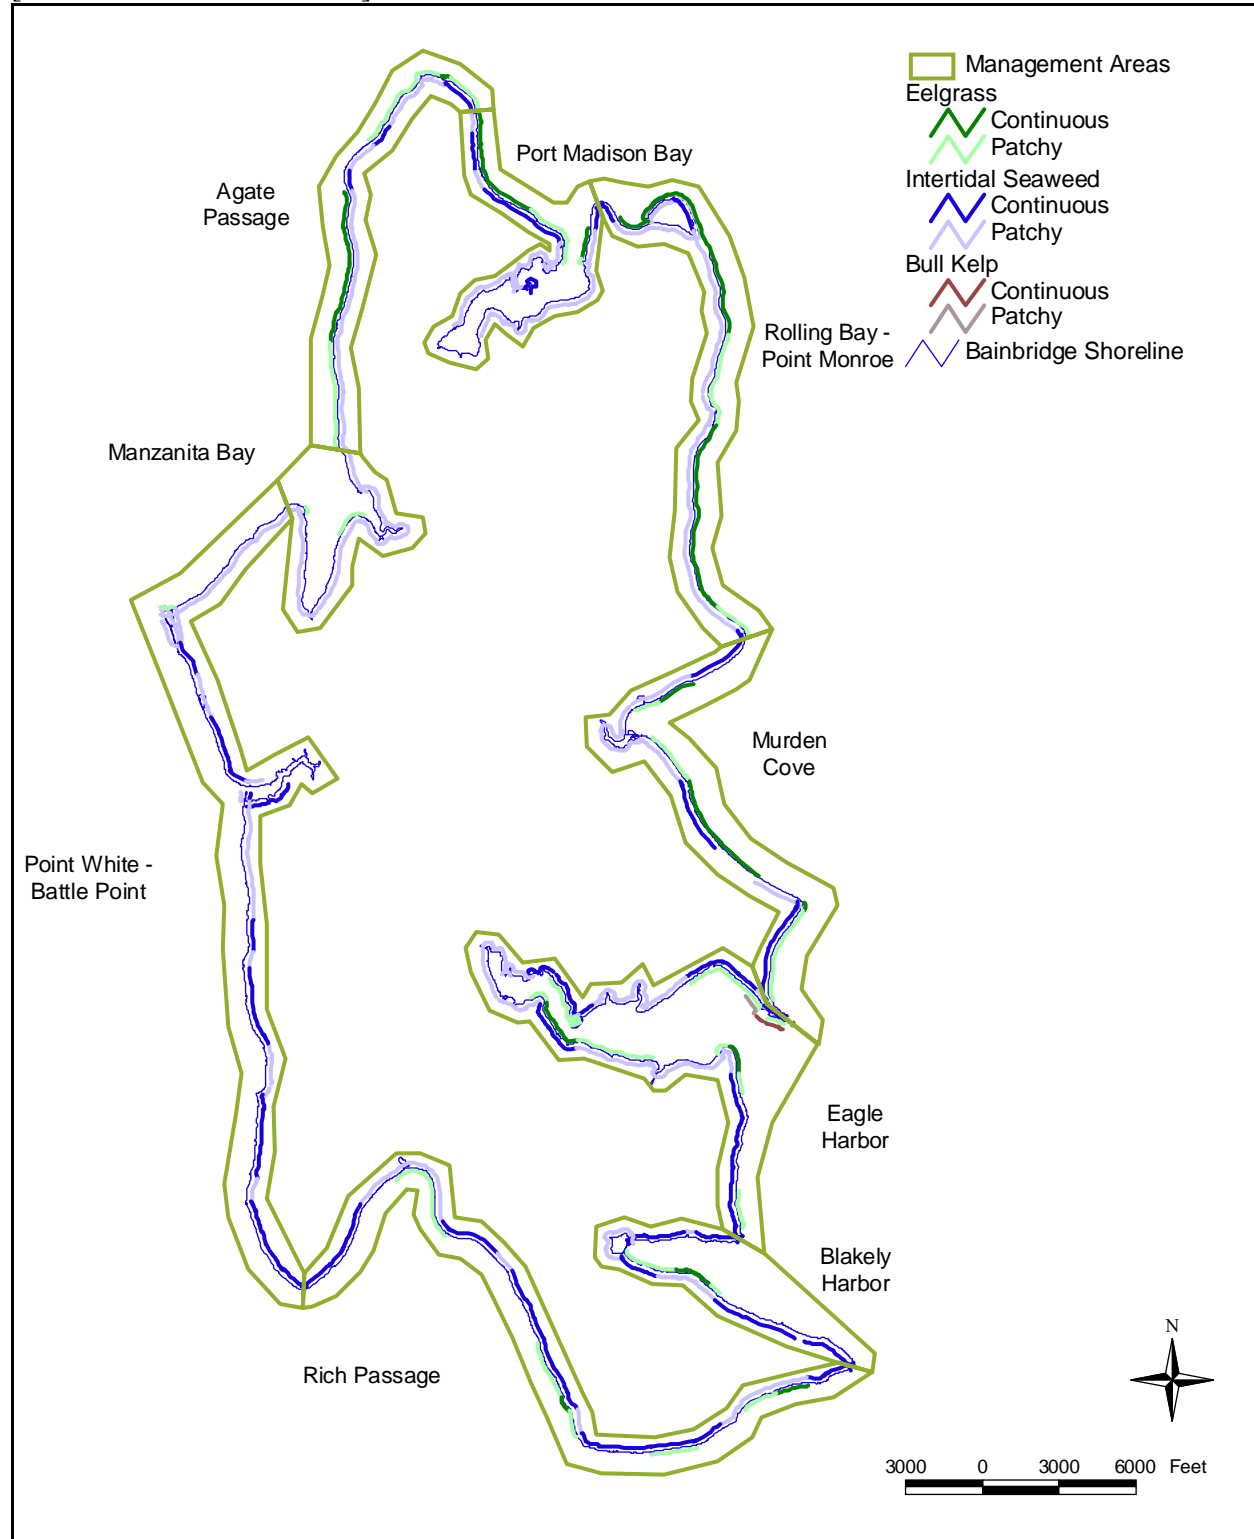 Management Areas
Eelgrass
Continuous
Patchy
Intertidal Seaweed
Continuous
Patchy
Bull Kelp
Continuous
Patchy
Bainbridge Shoreline
Port Madison Bay
Agate
Passage
Rolling Bay -
Point Monroe
Manzanita Bay
Murden
Cove
Point White -
Battle Point
Eagle
Harbor
Blakely
Harbor
Rich Passage
N
3000 0 3000 6000 Feet